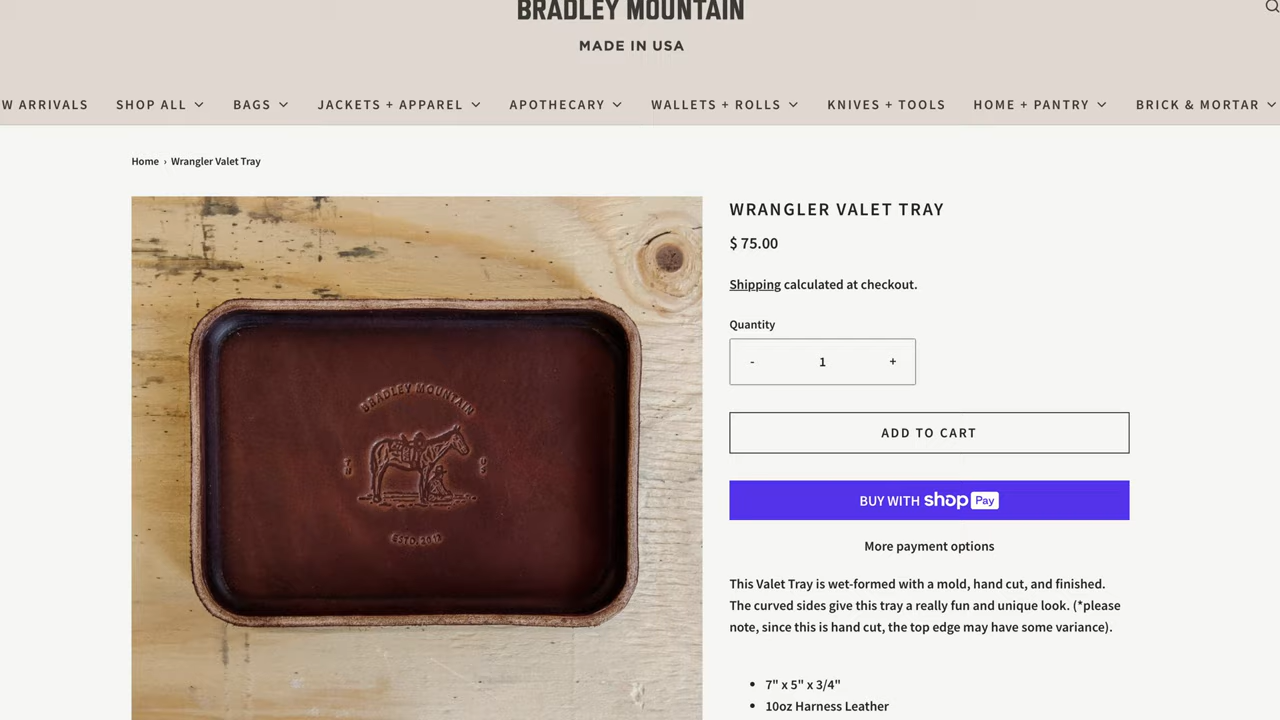 BRADLEY MOUNTAIN
MADE IN USA
W ARRIVALS SHOP ALL BAGS JACKETS + APPAREL APOTHECARY WALLETS + ROLLS KNIVES + TOOLS HOME + PANTRY BRICK & MORTAR
Home › Wrangler Valet Tray
BRADLEY MOUNTAIN
ESTD. 2012
WRANGLER VALET TRAY
$ 75.00
Shipping calculated at checkout.
Quantity
- 1 +
ADD TO CART
BUY WITH shop Pay
More payment options
This Valet Tray is wet-formed with a mold, hand cut, and finished.
The curved sides give this tray a really fun and unique look. (*please
note, since this is hand cut, the top edge may have some variance).
• 7" x 5" x 3/4"
• 10oz Harness Leather